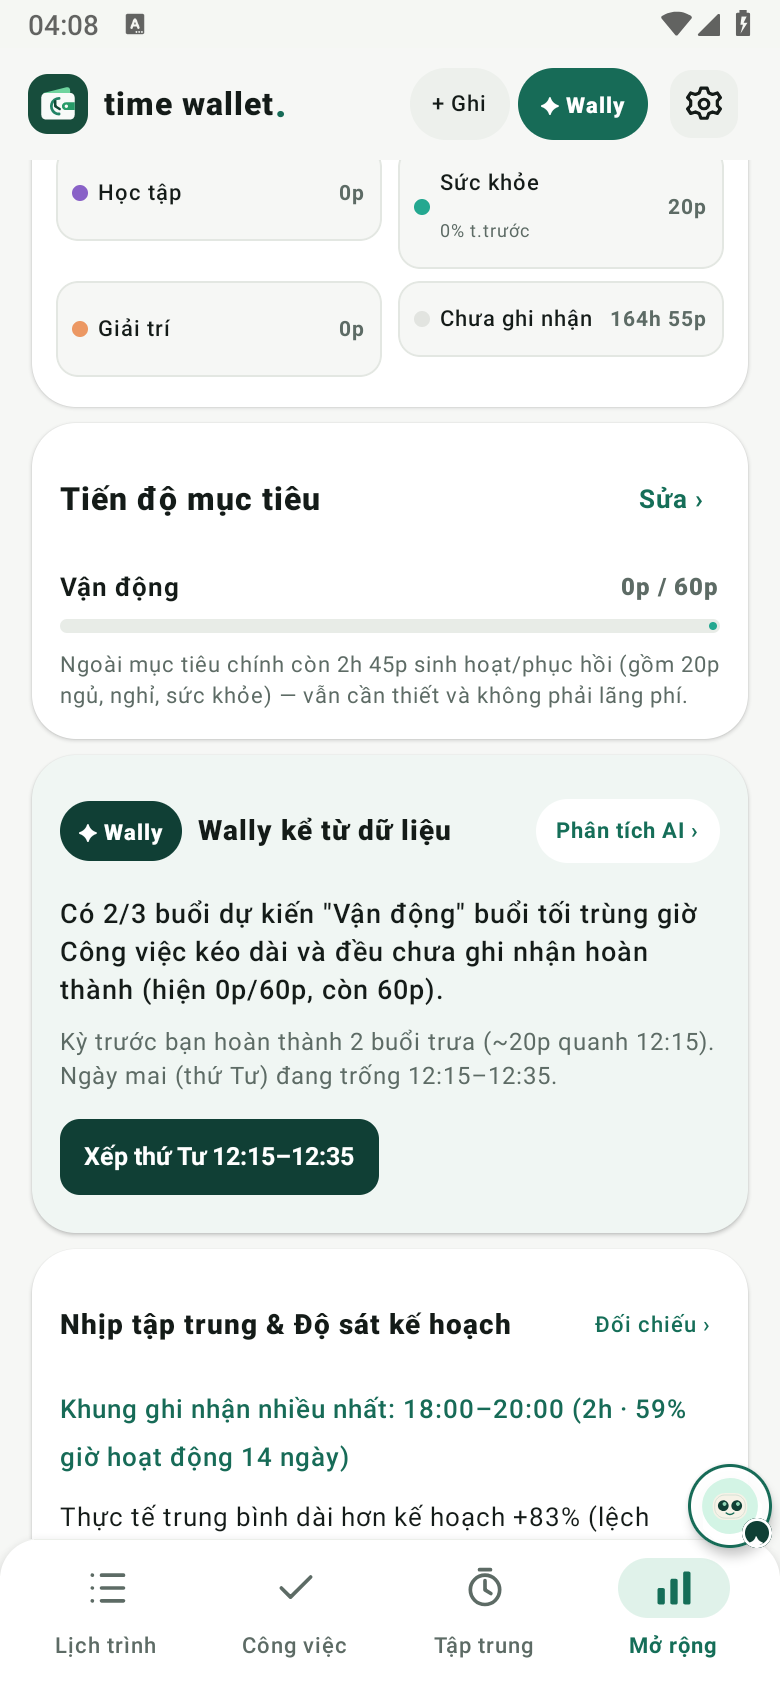 04:08
time wallet.
+ Ghi
Wally
Học tập
0p
Sức khỏe
0% t.trước
20p
Giải trí
0p
Chưa ghi nhận
164h 55p
Tiến độ mục tiêu
Sửa ›
Vận động
0p / 60p
Ngoài mục tiêu chính còn 2h 45p sinh hoạt/phục hồi (gồm 20p
ngủ, nghỉ, sức khỏe) — vẫn cần thiết và không phải lãng phí.
Wally
Wally kể từ dữ liệu
Phân tích AI ›
Có 2/3 buổi dự kiến "Vận động" buổi tối trùng giờ
Công việc kéo dài và đều chưa ghi nhận hoàn
thành (hiện 0p/60p, còn 60p).
Kỳ trước bạn hoàn thành 2 buổi trưa (~20p quanh 12:15).
Ngày mai (thứ Tư) đang trống 12:15–12:35.
Xếp thứ Tư 12:15–12:35
Nhịp tập trung & Độ sát kế hoạch
Đối chiếu ›
Khung ghi nhận nhiều nhất: 18:00–20:00 (2h · 59%
giờ hoạt động 14 ngày)
Thực tế trung bình dài hơn kế hoạch +83% (lệch
Lịch trình
Công việc
Tập trung
Mở rộng